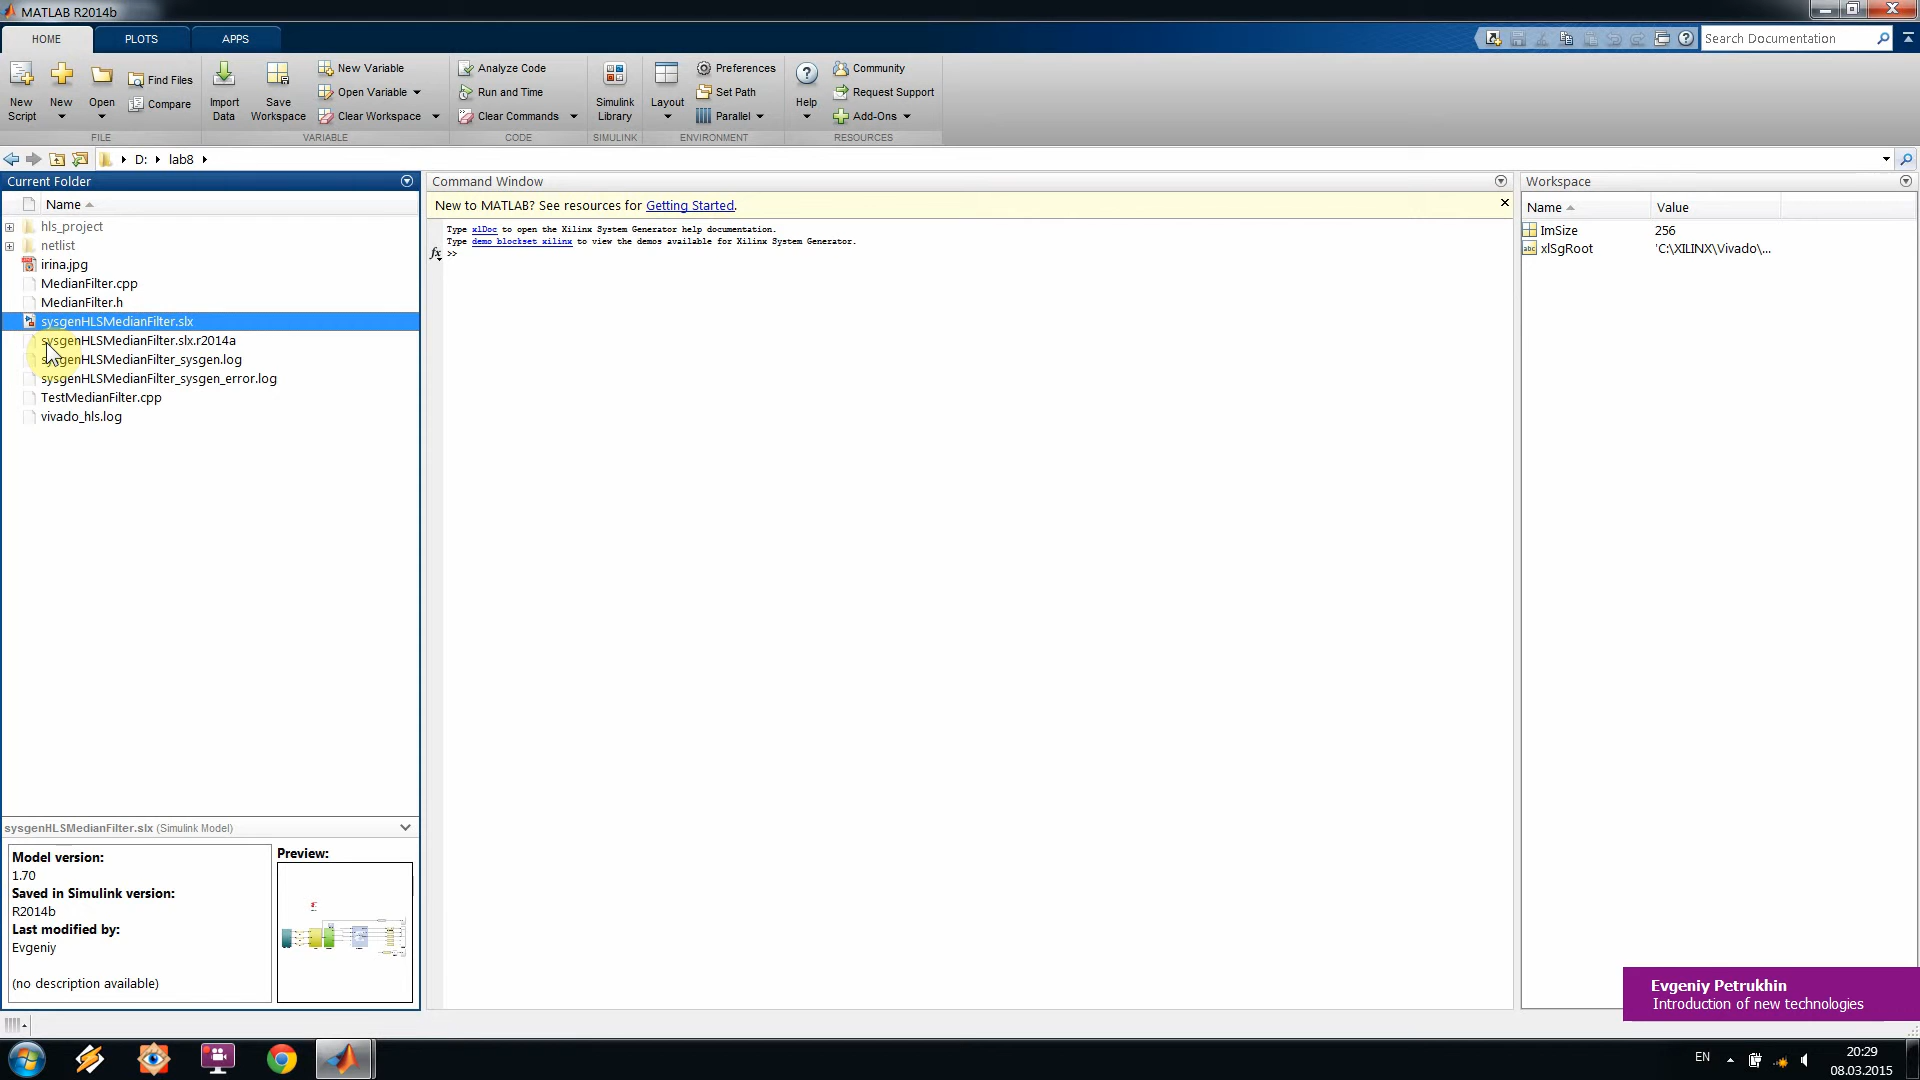 MATLAB R2014b
HOME
PLOTS
APPS
Search Documentation
New Script
New
Open
Find Files
Compare
FILE
Import Data
Save Workspace
New Variable
Open Variable
Clear Workspace
VARIABLE
Analyze Code
Run and Time
Clear Commands
CODE
Simulink Library
SIMULINK
Layout
Preferences
Set Path
Parallel
ENVIRONMENT
Help
Community
Request Support
Add-Ons
RESOURCES
D: lab8
Current Folder
Name
hls_project
netlist
irina.jpg
MedianFilter.cpp
MedianFilter.h
sysgenHLSMedianFilter.slx
sysgenHLSMedianFilter.slx.r2014a
sysgenHLSMedianFilter_sysgen.log
sysgenHLSMedianFilter_sysgen_error.log
TestMedianFilter.cpp
vivado_hls.log
sysgenHLSMedianFilter.slx (Simulink Model)
Model version:
1.70
Saved in Simulink version:
R2014b
Last modified by:
Evgeniy
(no description available)
Preview:
Command Window
New to MATLAB? See resources for Getting Started.
Type xlDoc to open the Xilinx System Generator help documentation.
Type demo blockset xilinx to view the demos available for Xilinx System Generator.
fx >>
Workspace
Name Value
ImSize 256
abc xlSgRoot 'C:\XILINX\Vivado\...
Evgeniy Petrukhin
Introduction of new technologies
EN
20:29
08.03.2015